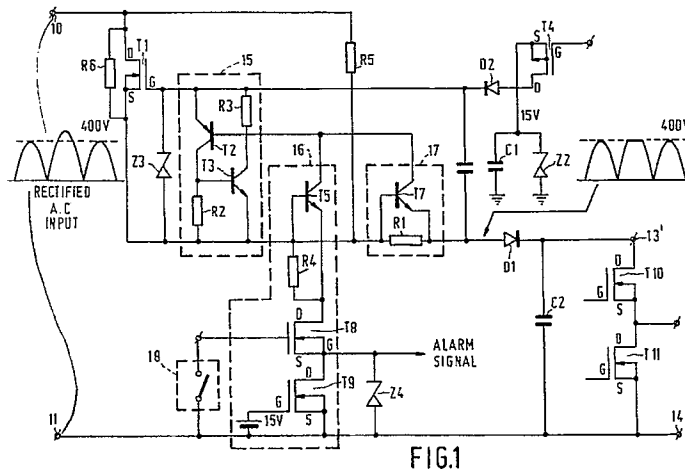 10
R6
D
T1
S
G
15
R5
S
T4
G
D
D2
15V
400V
R3
T2
T3
R2
Z3
16
17
T5
T7
R1
R4
C1
Z2
400V
RECTIFIED
A.C
INPUT
D1
13'
D
T10
G
S
C2
D
T8
G
S
ALARM
SIGNAL
D
T11
G
S
18
G
D
T9
S
15V
Z4
11
14
FIG.1